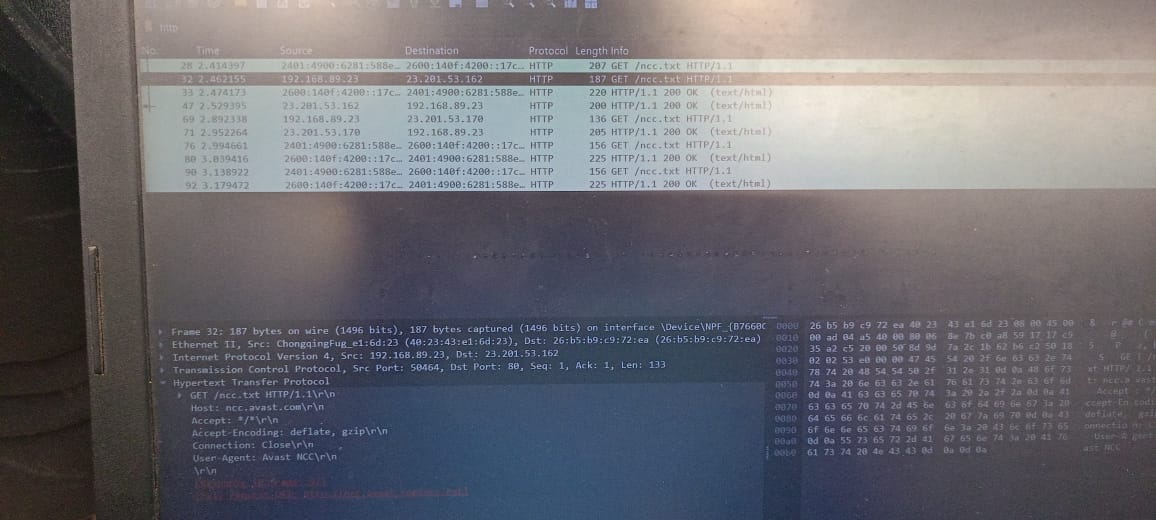 http
No. Time Source Destination Protocol Length Info
28 2.414397 2401:4900:6281:588e… 2600:140f:4200::17c… HTTP 207 GET /ncc.txt HTTP/1.1
32 2.462155 192.168.89.23 23.201.53.162 HTTP 187 GET /ncc.txt HTTP/1.1
33 2.474173 2600:140f:4200::17c… 2401:4900:6281:588e… HTTP 220 HTTP/1.1 200 OK (text/html)
47 2.529395 23.201.53.162 192.168.89.23 HTTP 200 HTTP/1.1 200 OK (text/html)
69 2.892338 192.168.89.23 23.201.53.170 HTTP 136 GET /ncc.txt HTTP/1.1
71 2.952264 23.201.53.170 192.168.89.23 HTTP 205 HTTP/1.1 200 OK (text/html)
76 2.994661 2401:4900:6281:588e… 2600:140f:4200::17c… HTTP 156 GET /ncc.txt HTTP/1.1
80 3.039416 2600:140f:4200::17c… 2401:4900:6281:588e… HTTP 225 HTTP/1.1 200 OK (text/html)
90 3.138922 2401:4900:6281:588e… 2600:140f:4200::17c… HTTP 156 GET /ncc.txt HTTP/1.1
92 3.179472 2600:140f:4200::17c… 2401:4900:6281:588e… HTTP 225 HTTP/1.1 200 OK (text/html)
Frame 32: 187 bytes on wire (1496 bits), 187 bytes captured (1496 bits) on interface \Device\NPF_{B7660C
Ethernet II, Src: ChongqingFug_e1:6d:23 (40:23:43:e1:6d:23), Dst: 26:b5:b9:c9:72:ea (26:b5:b9:c9:72:ea)
Internet Protocol Version 4, Src: 192.168.89.23, Dst: 23.201.53.162
Transmission Control Protocol, Src Port: 50464, Dst Port: 80, Seq: 1, Ack: 1, Len: 133
Hypertext Transfer Protocol
GET /ncc.txt HTTP/1.1\r\n
Host: ncc.avast.com\r\n
Accept: */*\r\n
Accept-Encoding: deflate, gzip\r\n
Connection: Close\r\n
User-Agent: Avast NCC\r\n
\r\n
0000 26 b5 b9 c9 72 ea 40 23 43 e1 6d 23 08 00 45 00
0010 00 ad 04 a5 40 00 80 06 8e 7b c0 a8 59 17 17 c9
0020 35 a2 c5 20 00 50 8d 9d 7a 2c 1b 62 b6 c2 50 18
0030 02 02 53 e0 00 00 47 45 54 20 2f 6e 63 63 2e 74
0040 78 74 20 48 54 54 50 2f 31 2e 31 0d 0a 48 6f 73
0050 74 3a 20 6e 63 63 2e 61 76 61 73 74 2e 63 6f 6d
0060 0d 0a 41 63 63 65 70 74 3a 20 2a 2f 2a 0d 0a 41
0070 63 63 65 70 74 2d 45 6e 63 6f 64 69 6e 67 3a 20
0080 64 65 66 6c 61 74 65 2c 20 67 7a 69 70 0d 0a 43
0090 6f 6e 6e 65 63 74 69 6f 6e 3a 20 43 6c 6f 73 65
00a0 0d 0a 55 73 65 72 2d 41 67 65 6e 74 3a 20 41 76
00b0 61 73 74 20 4e 43 43 0d 0a 0d 0a